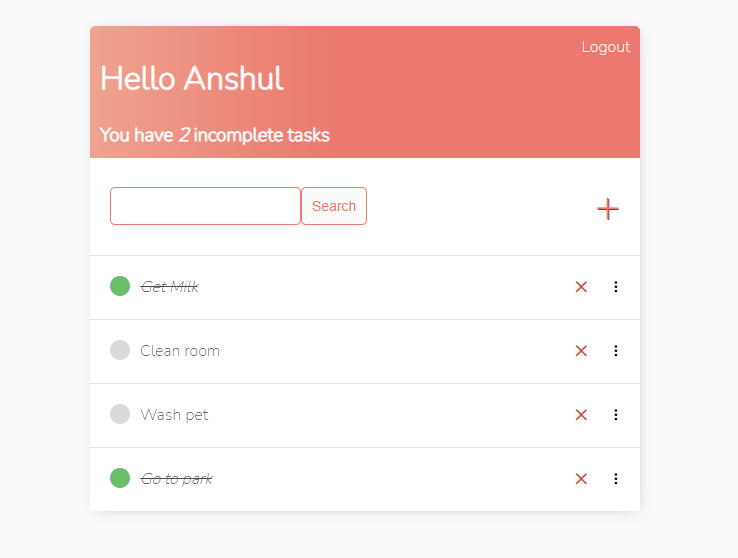 Logout
Hello Anshul
You have 2 incomplete tasks
Search
Get Milk
Clean room
Wash pet
Go to park